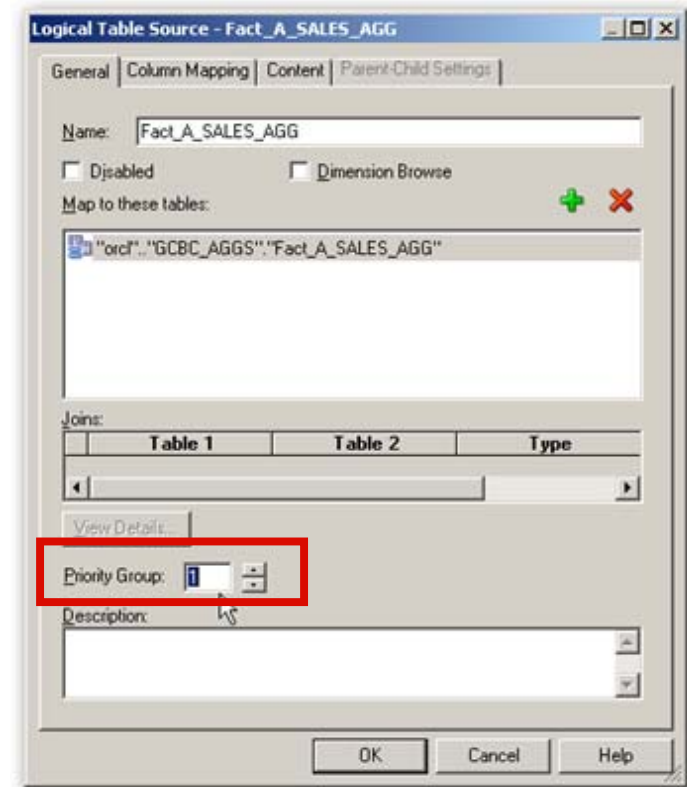 Logical Table Source - Fact_A_SALES_AGG
General Column Mapping Content Parent-Child Settings
Name: Fact_A_SALES_AGG
Disabled Dimension Browse
Map to these tables:
"orcl".."GCBC_AGGS"."Fact_A_SALES_AGG"
Joins:
Table 1 Table 2 Type
View Details...
Priority Group: 1
Description:
OK Cancel Help